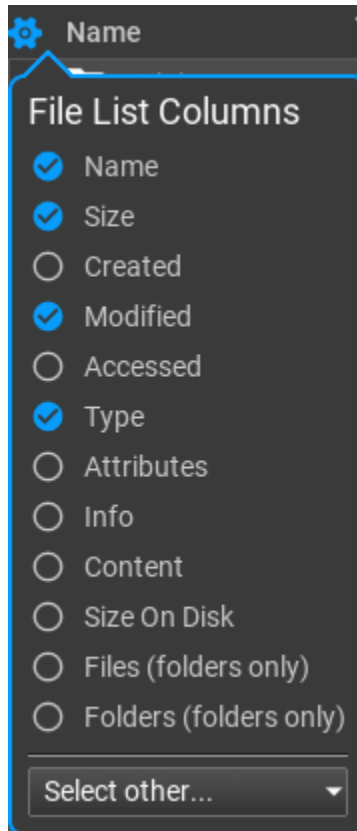 Name
File List Columns
Name
Size
Created
Modified
Accessed
Type
Attributes
Info
Content
Size On Disk
Files (folders only)
Folders (folders only)
Select other...